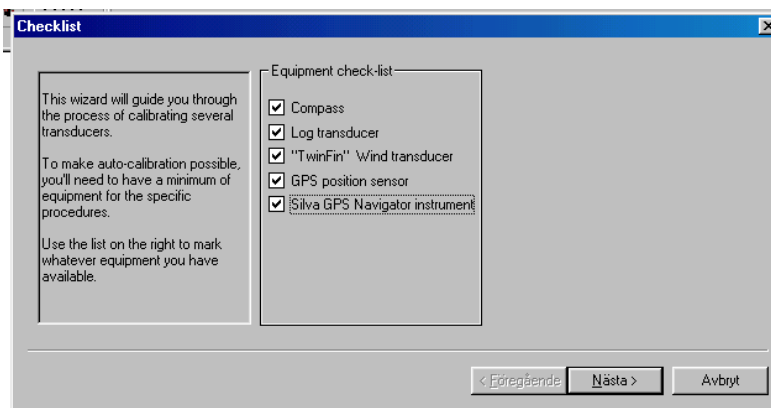 Checklist
This wizard will guide you through
the process of calibrating several
transducers.
To make auto-calibration possible,
you'll need to have a minimum of
equipment for the specific
procedures.
Use the list on the right to mark
whatever equipment you have
available.
Equipment check-list
Compass
Log transducer
"TwinFin" Wind transducer
GPS position sensor
Silva GPS Navigator instrument
< Föregående
Nästa >
Avbryt